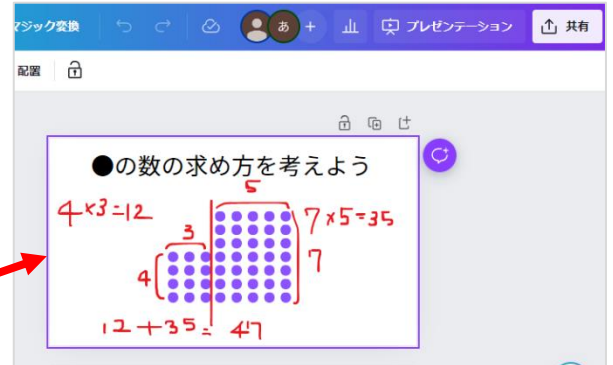 マジック変換 あ + プレゼンテーション 共有
配置
●の数の求め方を考えよう
5
4×3=12
7×5=35
3
7
4
12+35=47